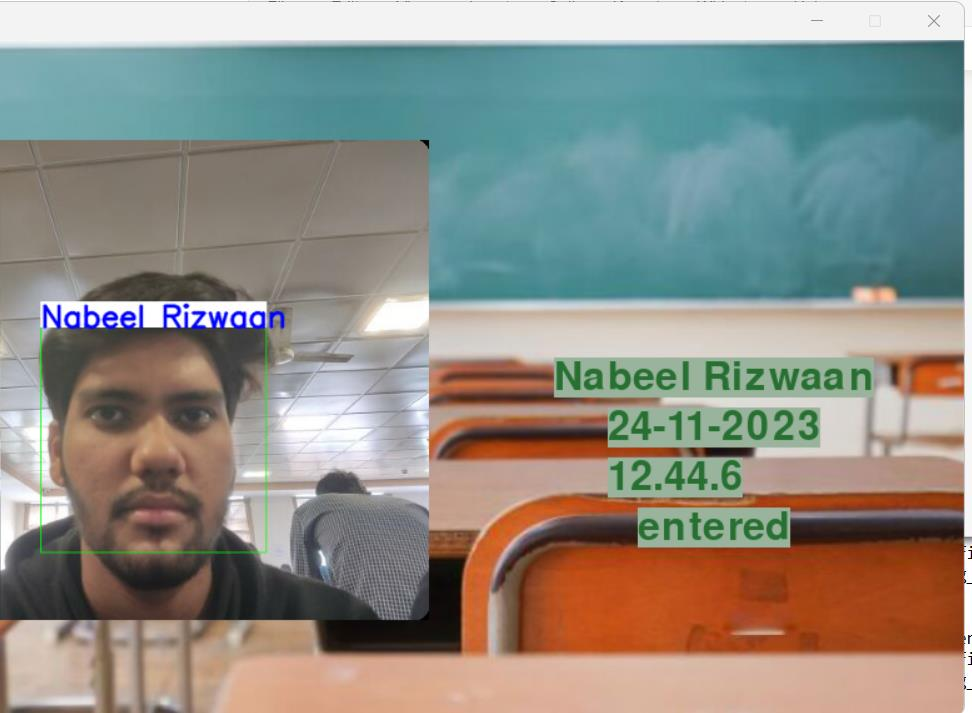 Nabeel Rizwaan
Nabeel Rizwaan
24-11-2023
12.44.6
entered